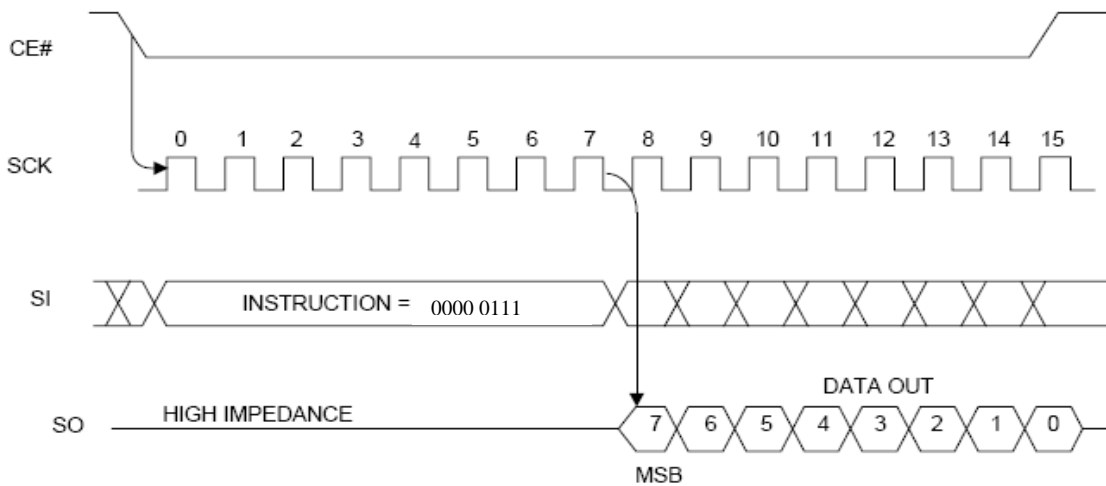 CE#
0 1 2 3 4 5 6 7 8 9 10 11 12 13 14 15
SCK
SI
INSTRUCTION = 0000 0111
DATA OUT
HIGH IMPEDANCE
SO
7 6 5 4 3 2 1 0
MSB